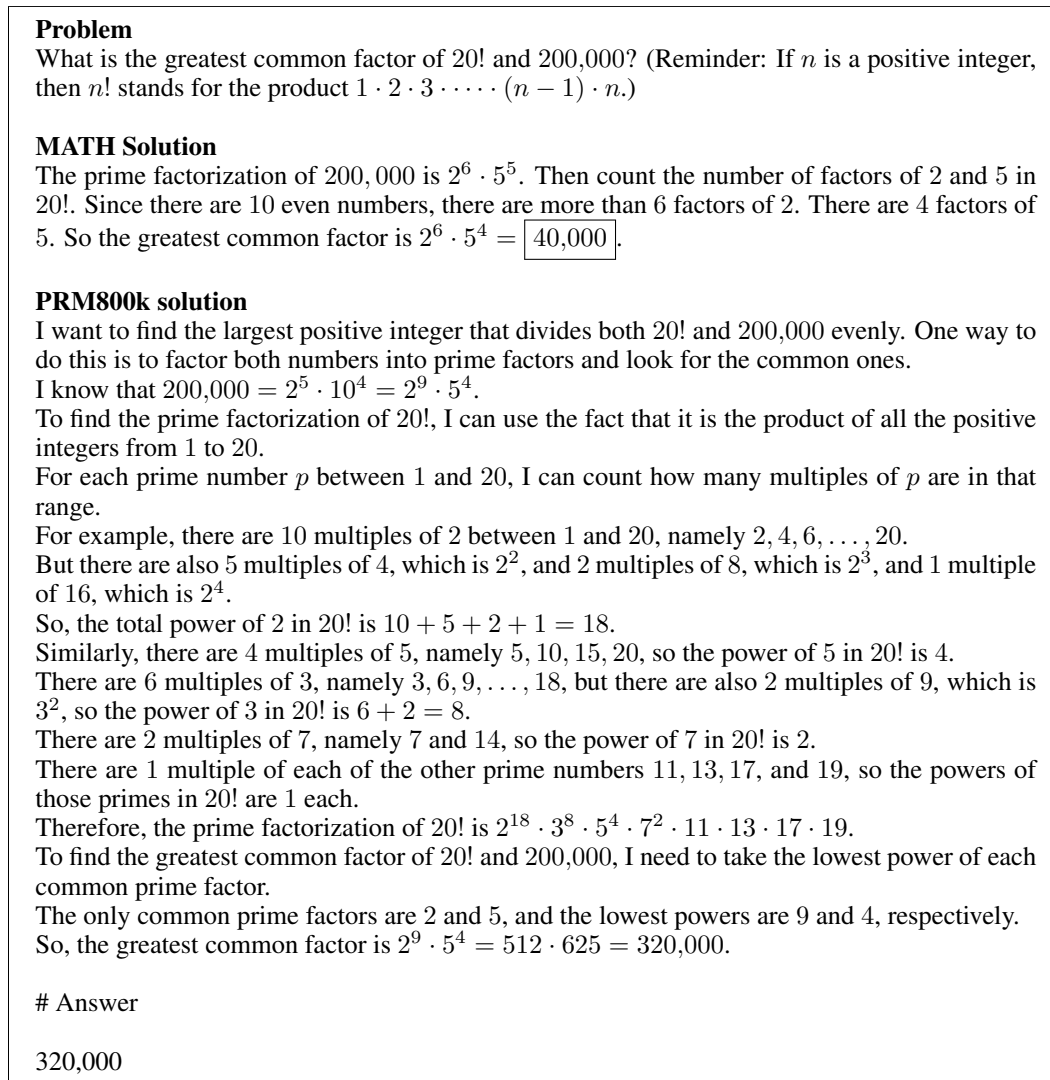 Problem
What is the greatest common factor of 20! and 200,000? (Reminder: If n is a positive integer,
then n! stands for the product 1 · 2 · 3 · · · · · (n − 1) · n.)
MATH Solution
The prime factorization of 200, 000 is 2^6 · 5^5. Then count the number of factors of 2 and 5 in
20!. Since there are 10 even numbers, there are more than 6 factors of 2. There are 4 factors of
5. So the greatest common factor is 2^6 · 5^4 = 40,000.
PRM800k solution
I want to find the largest positive integer that divides both 20! and 200,000 evenly. One way to
do this is to factor both numbers into prime factors and look for the common ones.
I know that 200,000 = 2^5 · 10^4 = 2^9 · 5^4.
To find the prime factorization of 20!, I can use the fact that it is the product of all the positive
integers from 1 to 20.
For each prime number p between 1 and 20, I can count how many multiples of p are in that
range.
For example, there are 10 multiples of 2 between 1 and 20, namely 2, 4, 6, . . . , 20.
But there are also 5 multiples of 4, which is 2^2, and 2 multiples of 8, which is 2^3, and 1 multiple
of 16, which is 2^4.
So, the total power of 2 in 20! is 10 + 5 + 2 + 1 = 18.
Similarly, there are 4 multiples of 5, namely 5, 10, 15, 20, so the power of 5 in 20! is 4.
There are 6 multiples of 3, namely 3, 6, 9, . . . , 18, but there are also 2 multiples of 9, which is
3^2, so the power of 3 in 20! is 6 + 2 = 8.
There are 2 multiples of 7, namely 7 and 14, so the power of 7 in 20! is 2.
There are 1 multiple of each of the other prime numbers 11, 13, 17, and 19, so the powers of
those primes in 20! are 1 each.
Therefore, the prime factorization of 20! is 2^18 · 3^8 · 5^4 · 7^2 · 11 · 13 · 17 · 19.
To find the greatest common factor of 20! and 200,000, I need to take the lowest power of each
common prime factor.
The only common prime factors are 2 and 5, and the lowest powers are 9 and 4, respectively.
So, the greatest common factor is 2^9 · 5^4 = 512 · 625 = 320,000.
# Answer
320,000